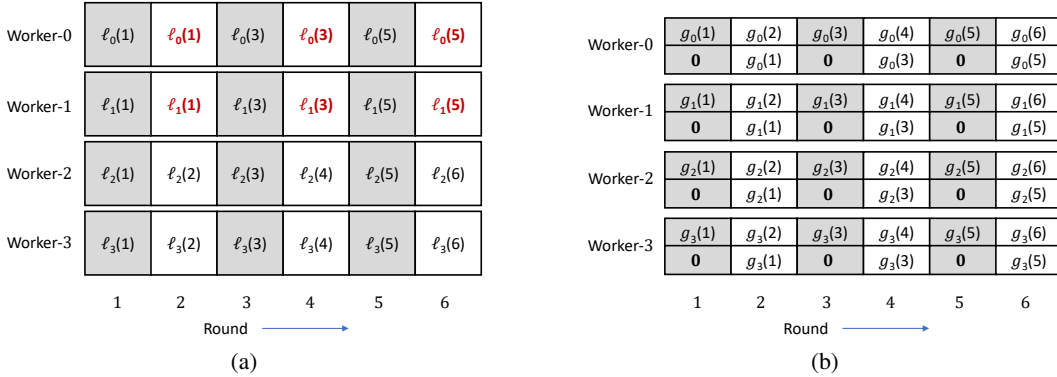 Worker-0 ℓ₀(1) ℓ₀(1) ℓ₀(3) ℓ₀(3) ℓ₀(5) ℓ₀(5)
Worker-1 ℓ₁(1) ℓ₁(1) ℓ₁(3) ℓ₁(3) ℓ₁(5) ℓ₁(5)
Worker-2 ℓ₂(1) ℓ₂(2) ℓ₂(3) ℓ₂(4) ℓ₂(5) ℓ₂(6)
Worker-3 ℓ₃(1) ℓ₃(2) ℓ₃(3) ℓ₃(4) ℓ₃(5) ℓ₃(6)
1 2 3 4 5 6
Round
(a)
Worker-0
g₀(1) g₀(2) g₀(3) g₀(4) g₀(5) g₀(6)
0 g₀(1) 0 g₀(3) 0 g₀(5)
Worker-1
g₁(1) g₁(2) g₁(3) g₁(4) g₁(5) g₁(6)
0 g₁(1) 0 g₁(3) 0 g₁(5)
Worker-2
g₂(1) g₂(2) g₂(3) g₂(4) g₂(5) g₂(6)
0 g₂(1) 0 g₂(3) 0 g₂(5)
Worker-3
g₃(1) g₃(2) g₃(3) g₃(4) g₃(5) g₃(6)
0 g₃(1) 0 g₃(3) 0 g₃(5)
1 2 3 4 5 6
Round
(b)